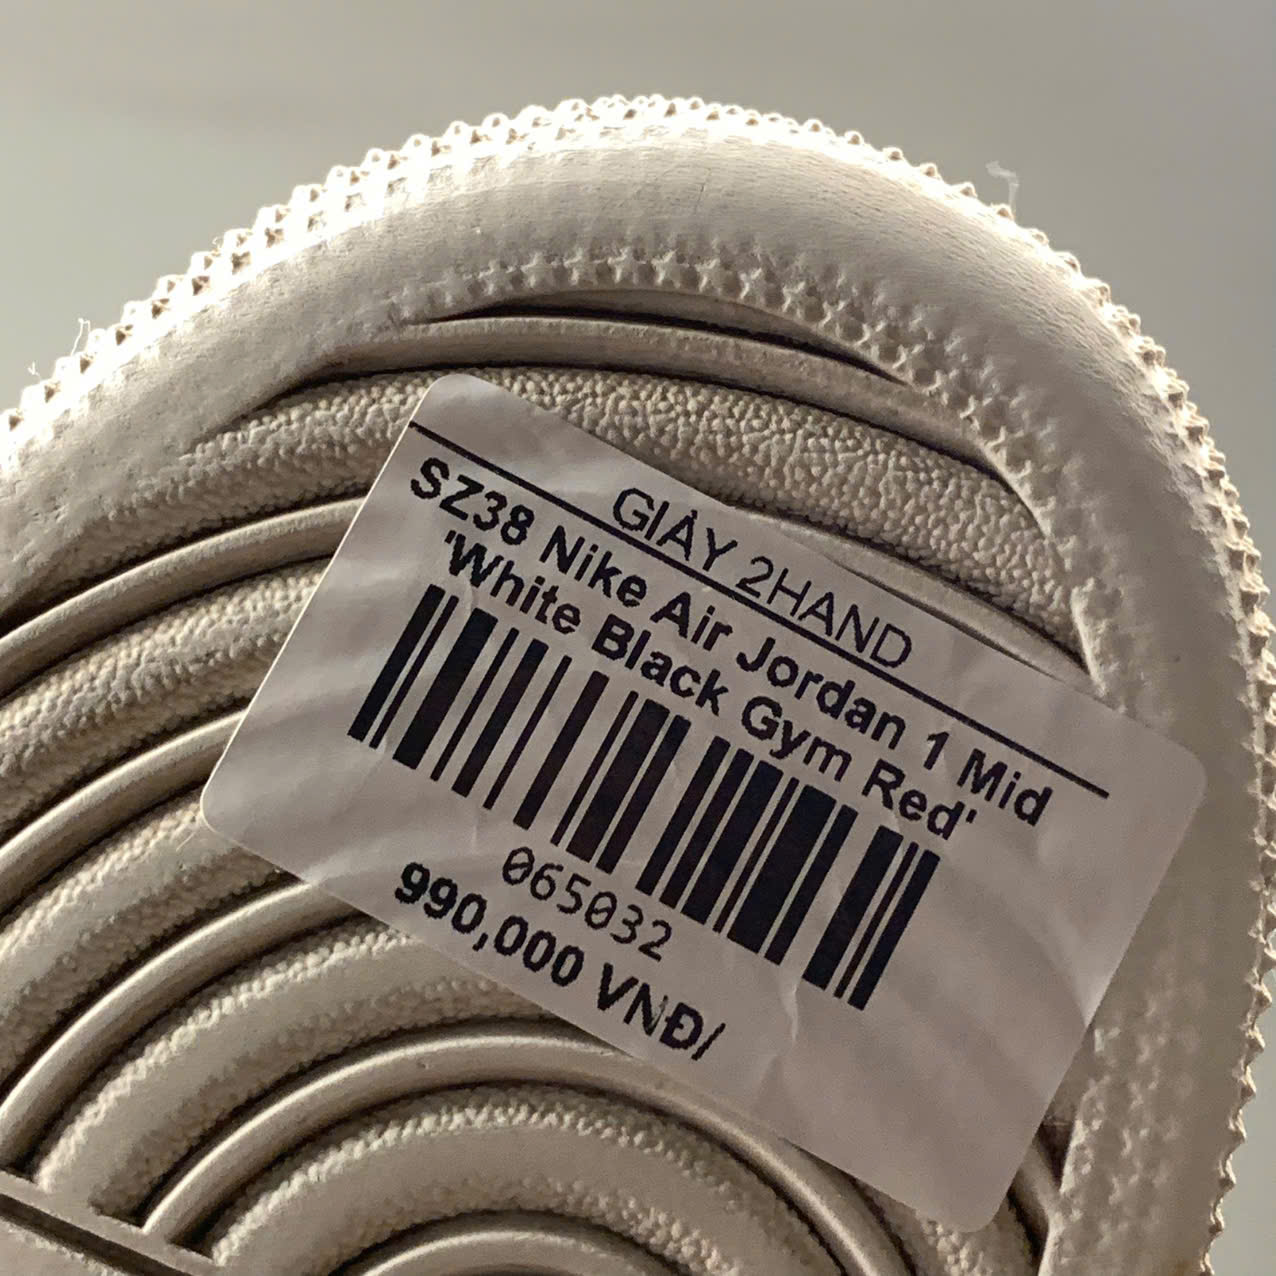 GIÀY 2HAND
SZ38 Nike Air Jordan 1 Mid
'White Black Gym Red'
065032
990,000 VNĐ/